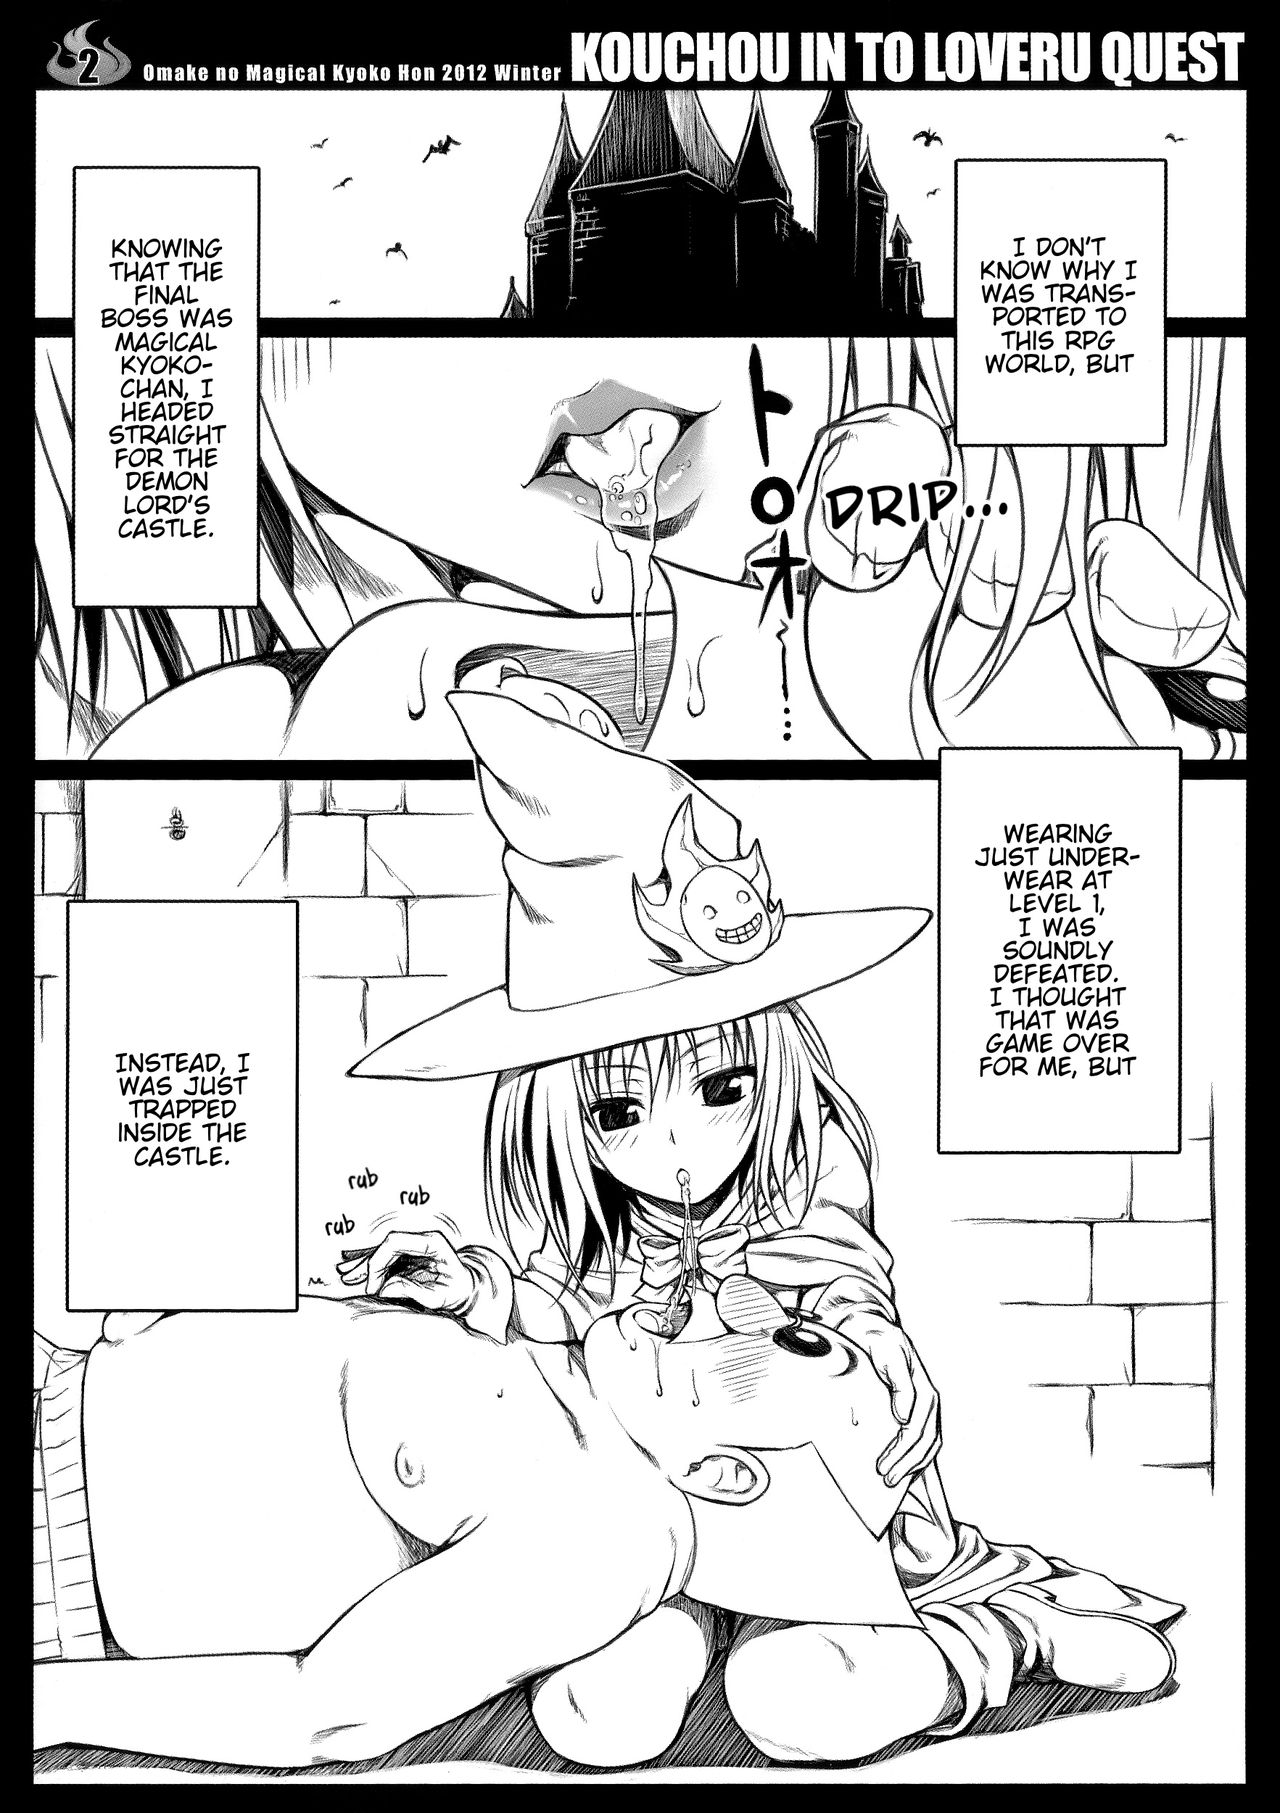 2
Omake no Magical Kyoko Hon 2012 Winter
KOUCHOU IN TO LOVERU QUEST
I DON'T
KNOW WHY I
WAS TRANS-
PORTED TO
THIS RPG
WORLD, BUT
KNOWING
THAT THE
FINAL
BOSS WAS
MAGICAL
KYOKO-
CHAN, I
HEADED
STRAIGHT
FOR THE
DEMON
LORD'S
CASTLE.
トロォ…
DRIP...
WEARING
JUST UNDER-
WEAR AT
LEVEL 1,
I WAS
SOUNDLY
DEFEATED.
I THOUGHT
THAT WAS
GAME OVER
FOR ME, BUT
INSTEAD, I
WAS JUST
TRAPPED
INSIDE THE
CASTLE.
rub
rub
rub